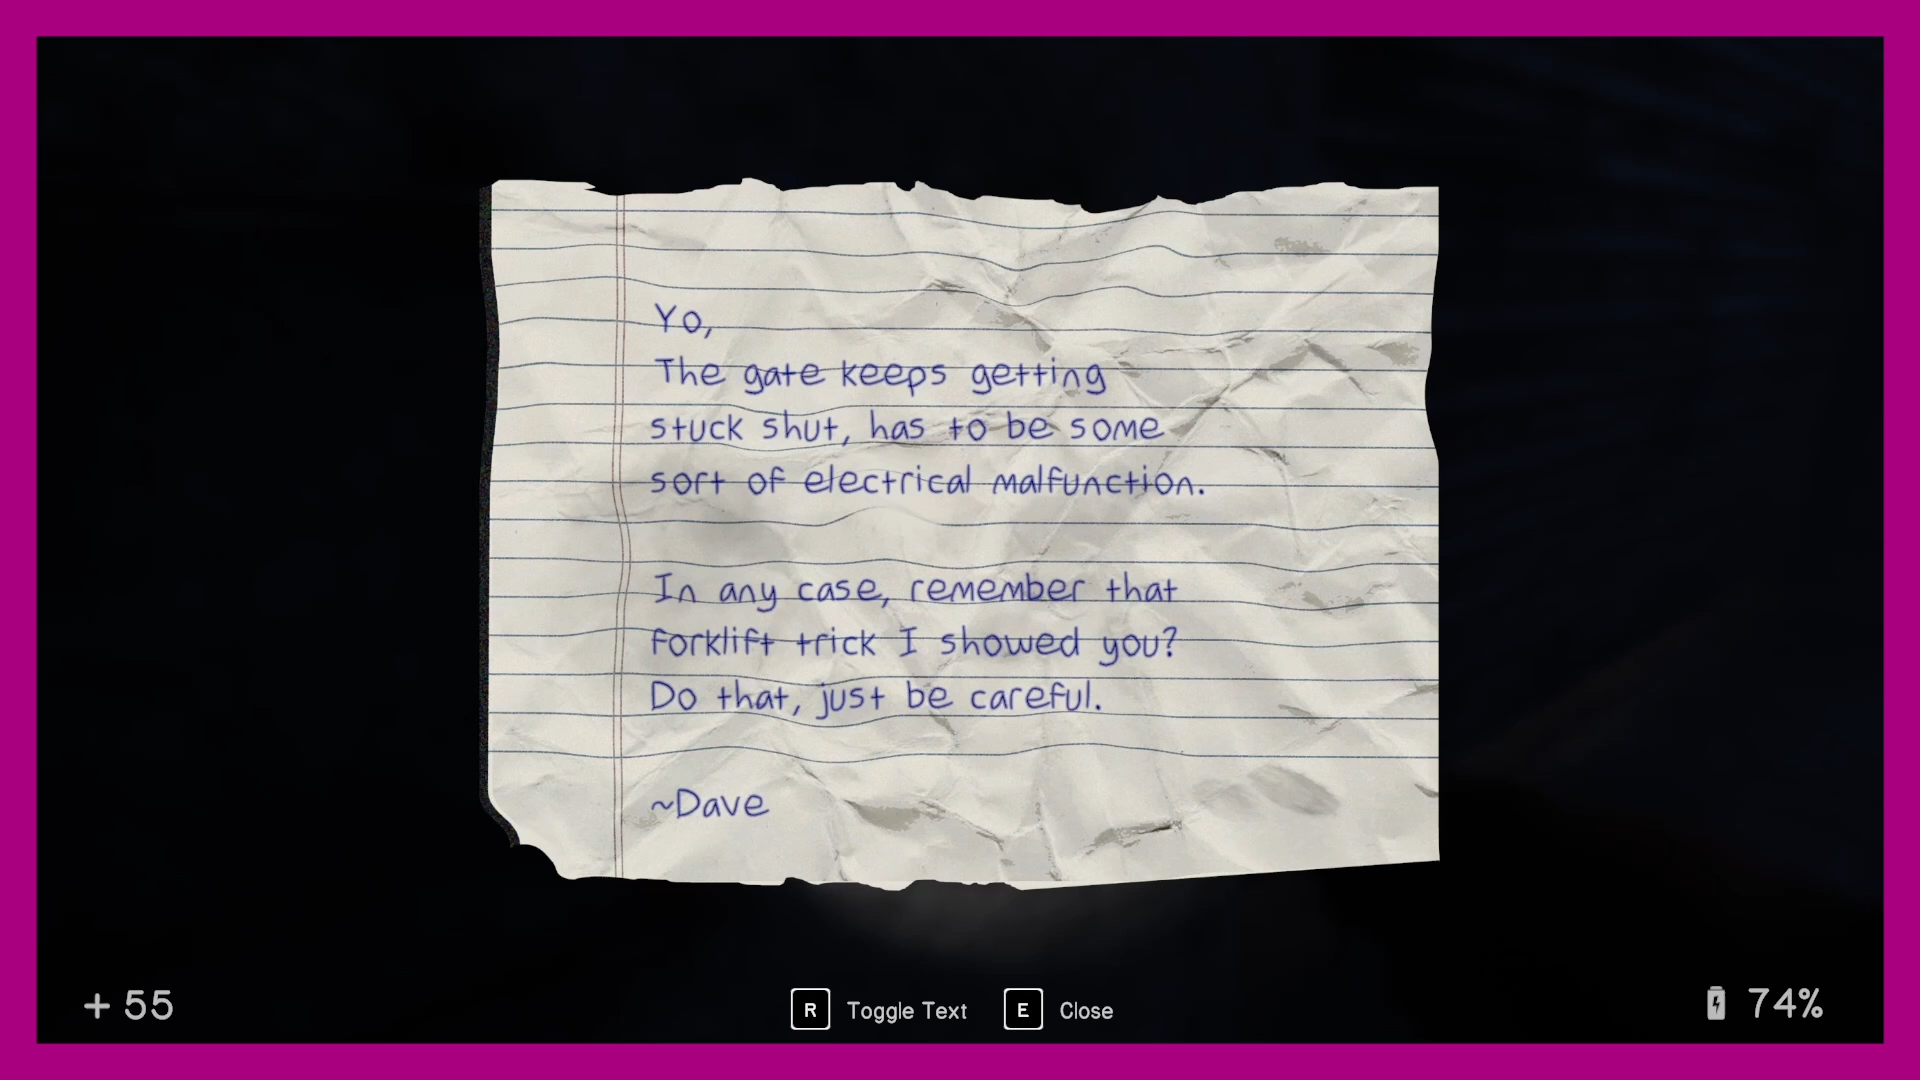 Yo,
The gate keeps getting
stuck shut, has to be some
sort of electrical malfunction.
In any case, remember that
forklift trick I showed you?
Do that, just be careful.
~Dave
+ 55
R Toggle Text E Close
74%